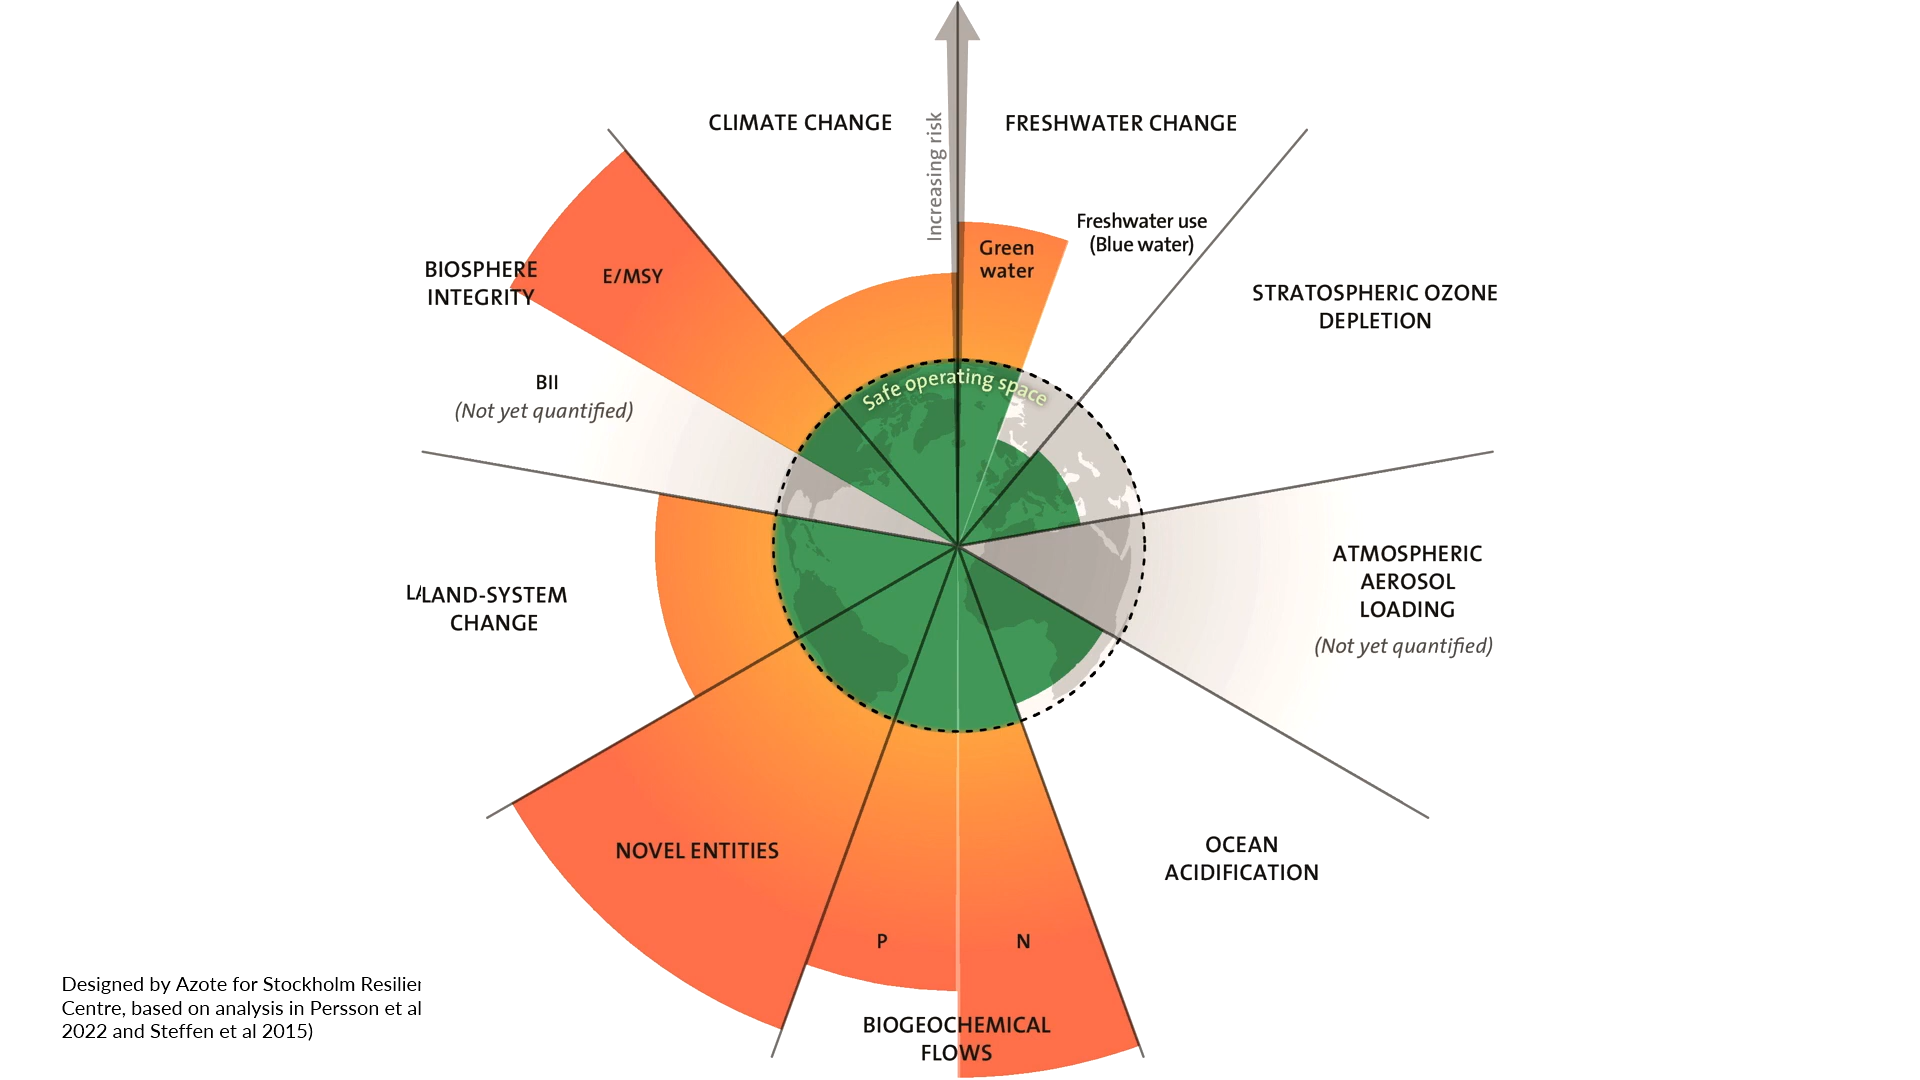 CLIMATE CHANGE
Increasing risk
FRESHWATER CHANGE
Green
water
Freshwater use
(Blue water)
STRATOSPHERIC OZONE
DEPLETION
BIOSPHERE
INTEGRITY
E/MSY
BII
(Not yet quantified)
Safe operating space
ATMOSPHERIC
AEROSOL
LOADING
(Not yet quantified)
LAND-SYSTEM
CHANGE
OCEAN
ACIDIFICATION
NOVEL ENTITIES
P
N
BIOGEOCHEMICAL
FLOWS
Designed by Azote for Stockholm
Centre, based on analysis in Persson et al
2022 and Steffen et al 2015)